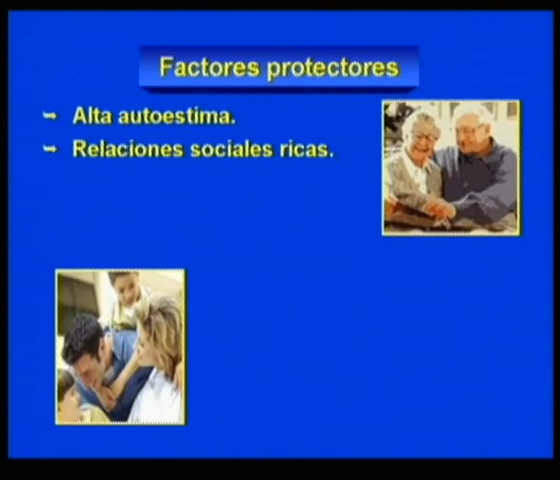 Factores protectores
Alta autoestima.
Relaciones sociales ricas.